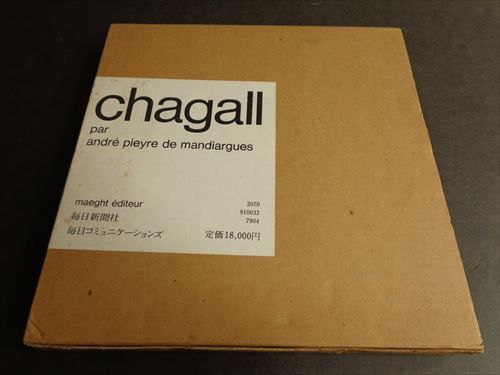 chagall
par
andré pieyre de mandiargues
maeght éditeur
3070
910033
7904
毎日新聞社
毎日コミュニケーションズ
定価18,000円